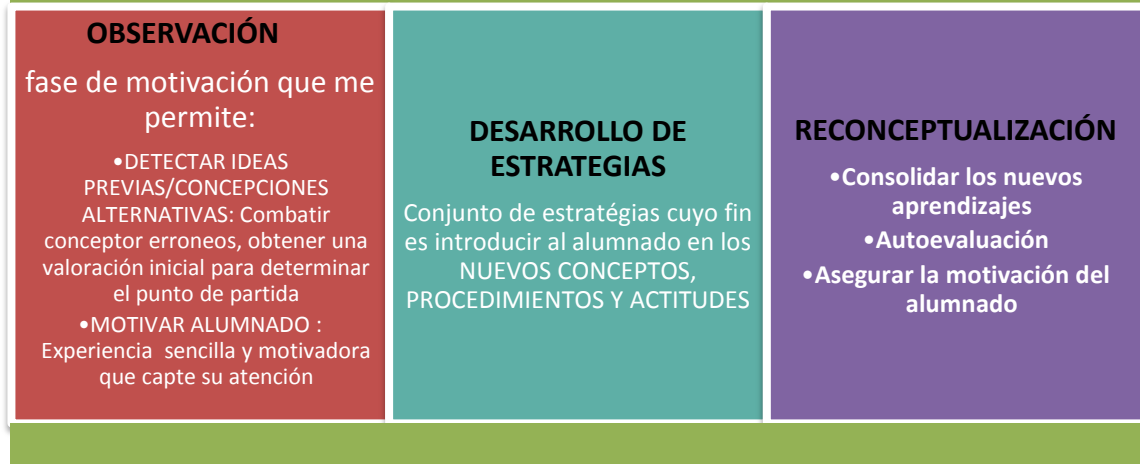 OBSERVACIÓN
fase de motivación que me
permite:
•DETECTAR IDEAS
PREVIAS/CONCEPCIONES
ALTERNATIVAS: Combatir
conceptor erroneos, obtener una
valoración inicial para determinar
el punto de partida
•MOTIVAR ALUMNADO :
Experiencia sencilla y motivadora
que capte su atención
DESARROLLO DE
ESTRATEGIAS
Conjunto de estratégias cuyo fin
es introducir al alumnado en los
NUEVOS CONCEPTOS,
PROCEDIMIENTOS Y ACTITUDES
RECONCEPTUALIZACIÓN
•Consolidar los nuevos
aprendizajes
•Autoevaluación
•Asegurar la motivación del
alumnado